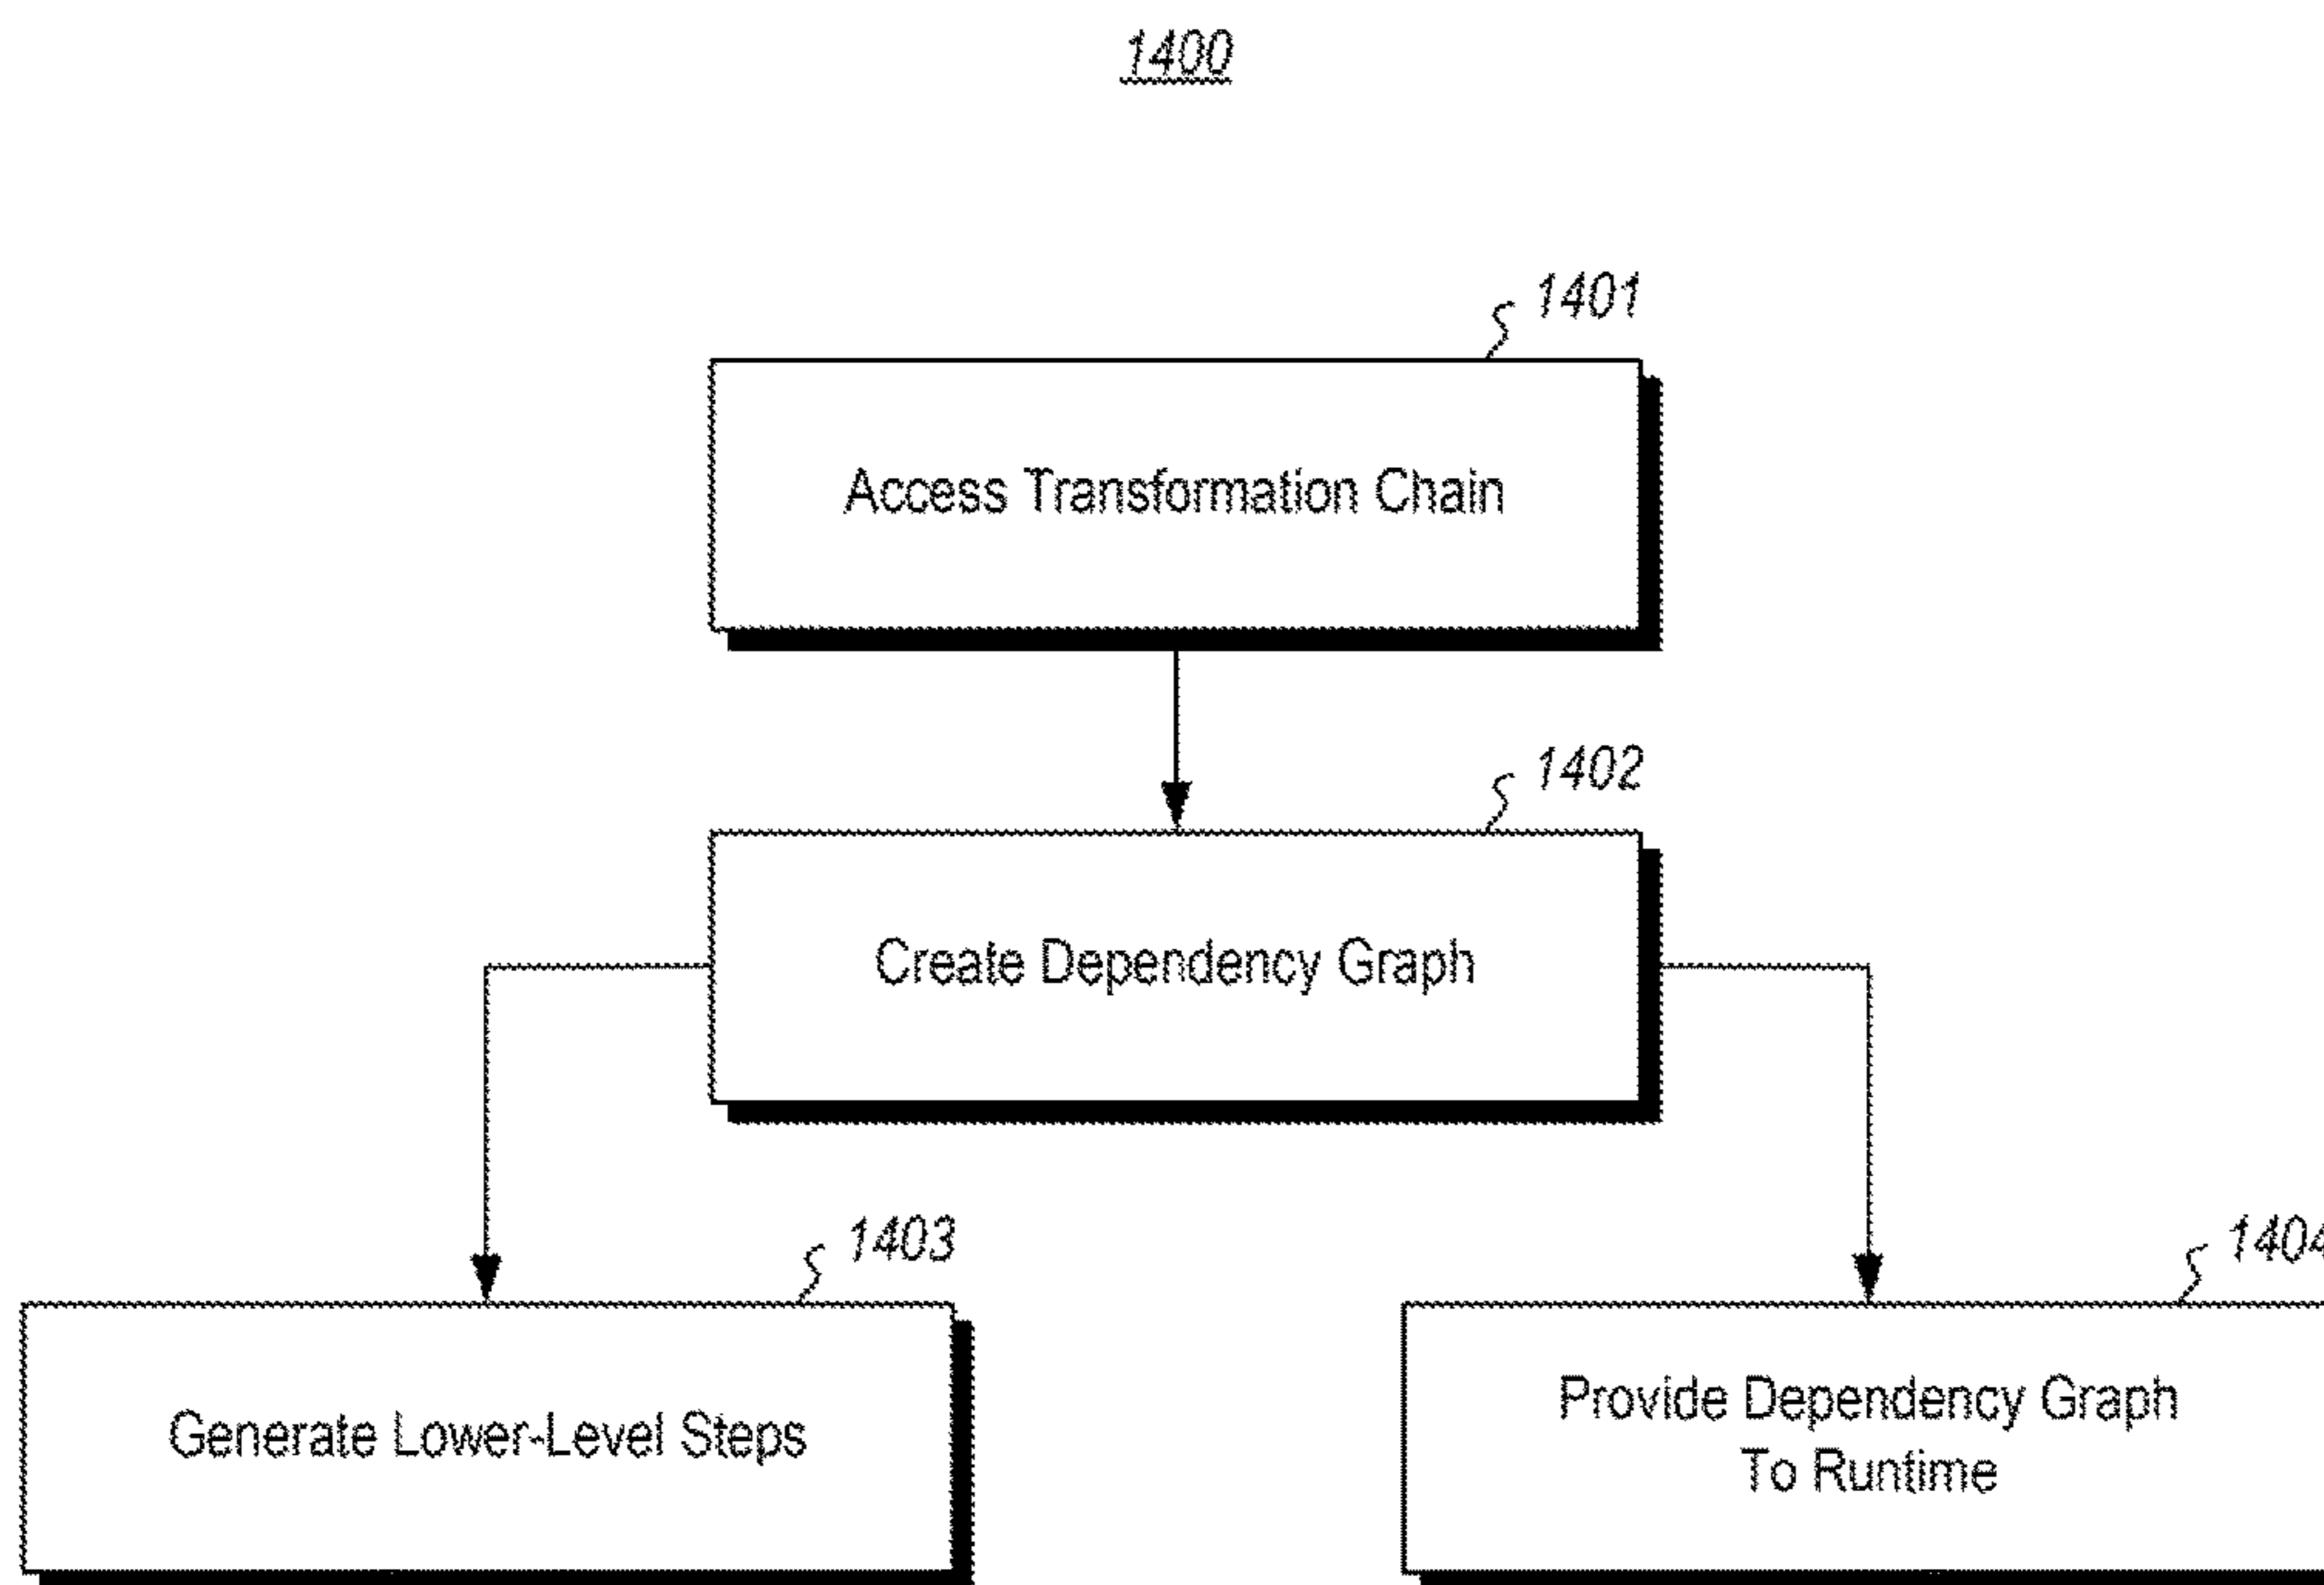 1400
1401
Access Transformation Chain
1402
Create Dependency Graph
1403
1404
Generate Lower-Level Steps
Provide Dependency Graph
To Runtime